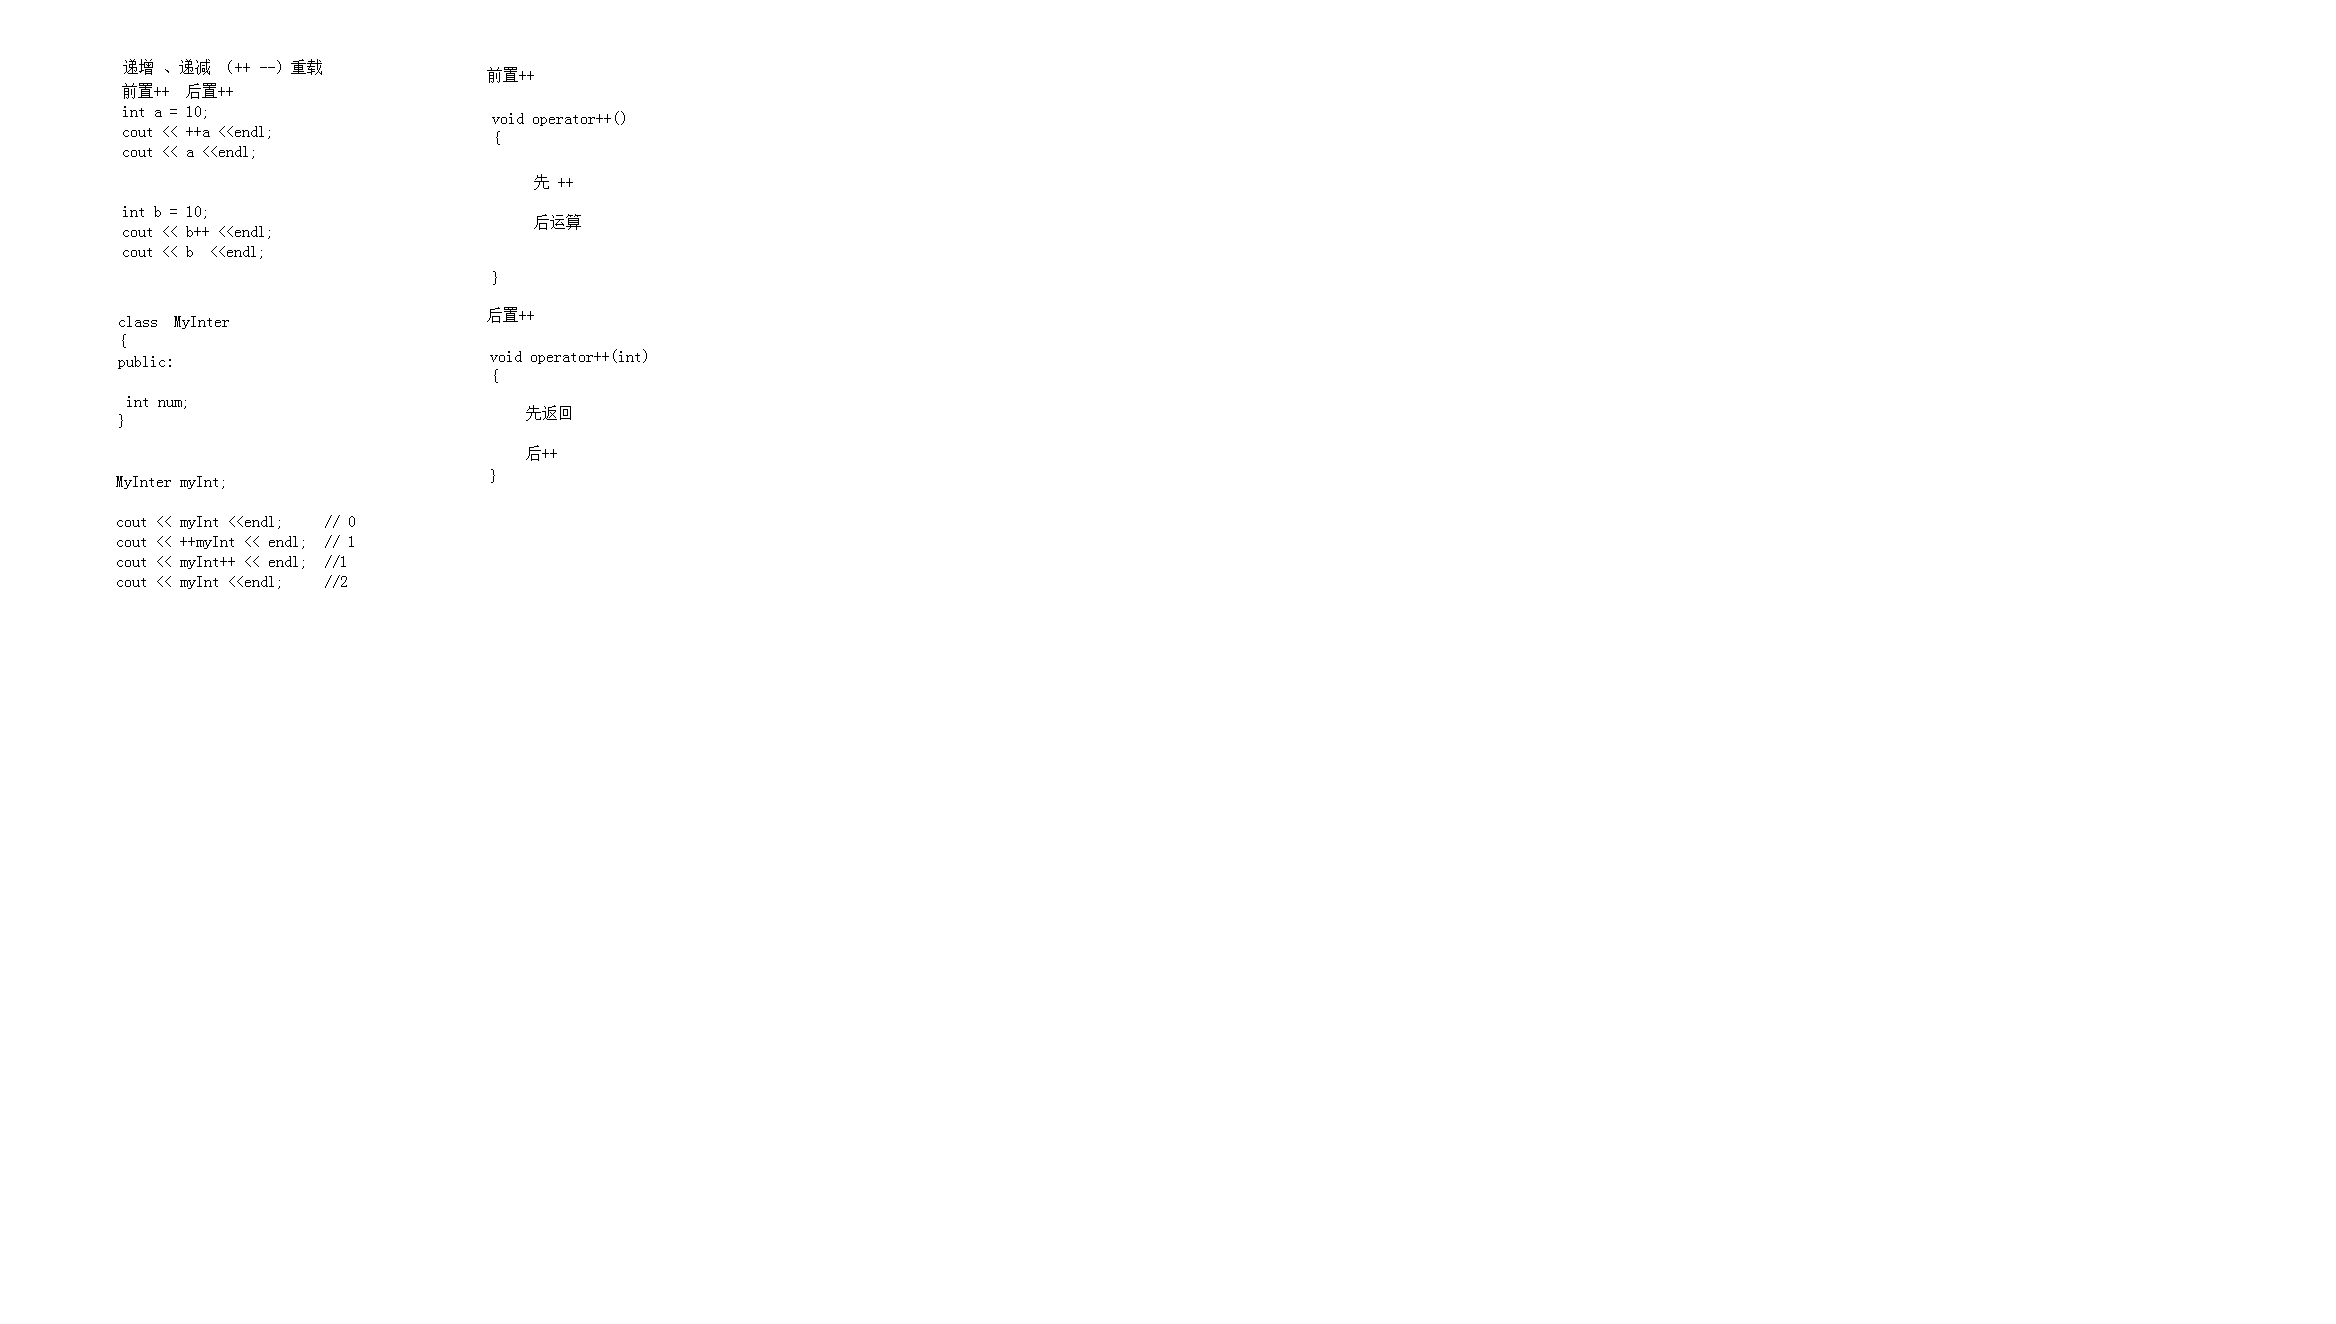 递增 、递减 （++ --）重载
前置++  后置++
int a = 10;
cout << ++a <<endl;
cout << a <<endl;
int b = 10;
cout << b++ <<endl;
cout << b  <<endl;
class  MyInter
{
public:
int num;
}
MyInter myInt;
cout << myInt <<endl;     // 0
cout << ++myInt << endl;  // 1
cout << myInt++ << endl;  //1
cout << myInt <<endl;     //2
前置++
void operator++()
{
先 ++
后运算
}
后置++
void operator++(int)
{
先返回
后++
}